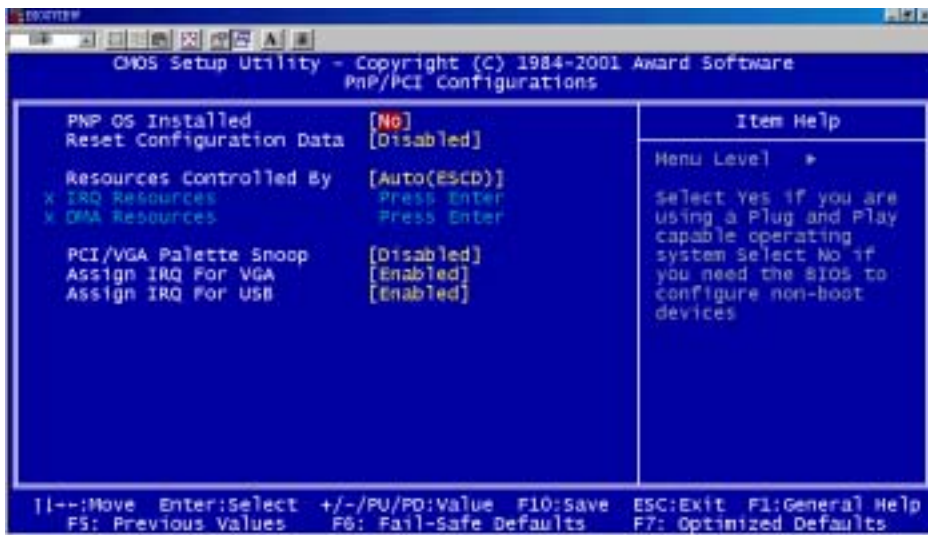 BIOSVIEW
A
CMOS Setup Utility - Copyright (C) 1984-2001 Award Software
PnP/PCI Configurations
PNP OS Installed [No]
Reset Configuration Data [Disabled]
Resources Controlled By [Auto(ESCD)]
x IRQ Resources Press Enter
x DMA Resources Press Enter
PCI/VGA Palette Snoop [Disabled]
Assign IRQ For VGA [Enabled]
Assign IRQ For USB [Enabled]
Item Help
Menu Level ►
Select Yes if you are
using a Plug and Play
capable operating
system Select No if
you need the BIOS to
configure non-boot
devices
↑↓→←:Move Enter:Select +/-/PU/PD:Value F10:Save ESC:Exit F1:General Help
F5: Previous Values F6: Fail-Safe Defaults F7: Optimized Defaults